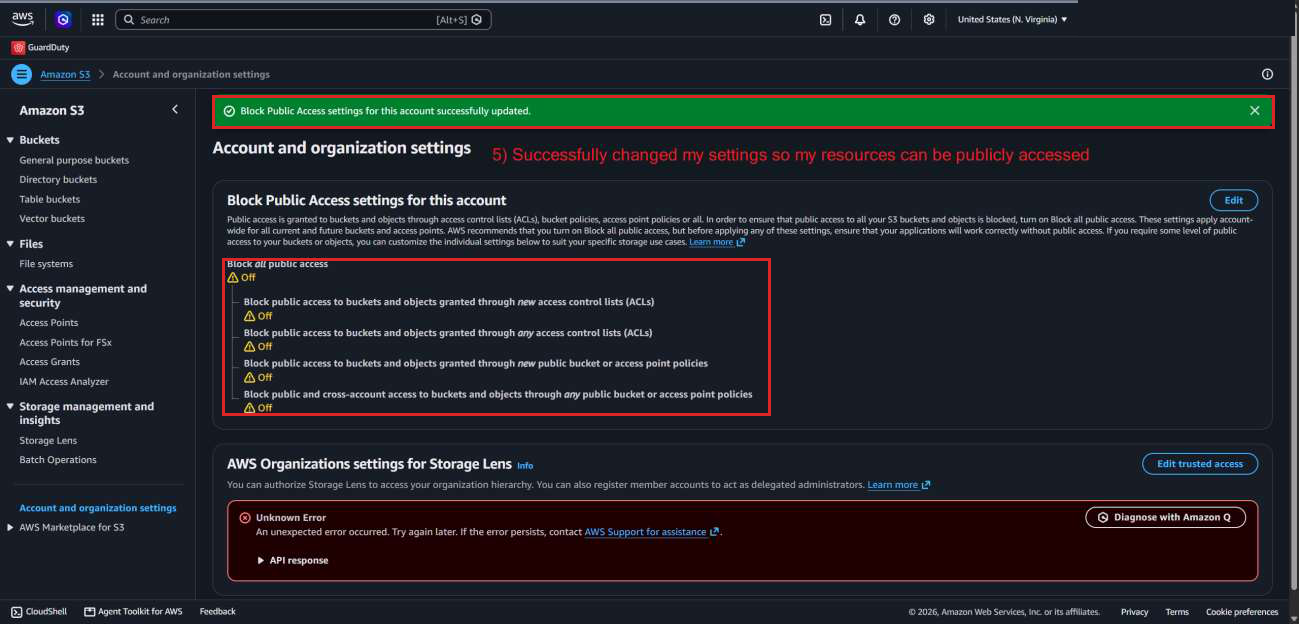 aws
Search [Alt+S]
United States (N. Virginia) ▼
GuardDuty
Amazon S3 > Account and organization settings
Amazon S3
Buckets
General purpose buckets
Directory buckets
Table buckets
Vector buckets
Files
File systems
Access management and
security
Access Points
Access Points for FSx
Access Grants
IAM Access Analyzer
Storage management and
insights
Storage Lens
Batch Operations
Account and organization settings
AWS Marketplace for S3
Block Public Access settings for this account successfully updated.
Account and organization settings
5) Successfully changed my settings so my resources can be publicly accessed
Block Public Access settings for this account
Edit
Public access is granted to buckets and objects through access control lists (ACLs), bucket policies, access point policies or all. In order to ensure that public access to all your S3 buckets and objects is blocked, turn on Block all public access. These settings apply account-
wide for all current and future buckets and access points. AWS recommends that you turn on Block all public access, but before applying any of these settings, ensure that your applications will work correctly without public access. If you require some level of public
access to your buckets or objects, you can customize the individual settings below to suit your specific storage use cases. Learn more
Block all public access
Off
Block public access to buckets and objects granted through new access control lists (ACLs)
Off
Block public access to buckets and objects granted through any access control lists (ACLs)
Off
Block public access to buckets and objects granted through new public bucket or access point policies
Off
Block public and cross-account access to buckets and objects through any public bucket or access point policies
Off
AWS Organizations settings for Storage Lens Info
Edit trusted access
You can authorize Storage Lens to access your organization hierarchy. You can also register member accounts to act as delegated administrators. Learn more
Unknown Error
An unexpected error occurred. Try again later. If the error persists, contact AWS Support for assistance.
Diagnose with Amazon Q
API response
CloudShell Agent Toolkit for AWS Feedback
© 2026, Amazon Web Services, Inc. or its affiliates. Privacy Terms Cookie preferences